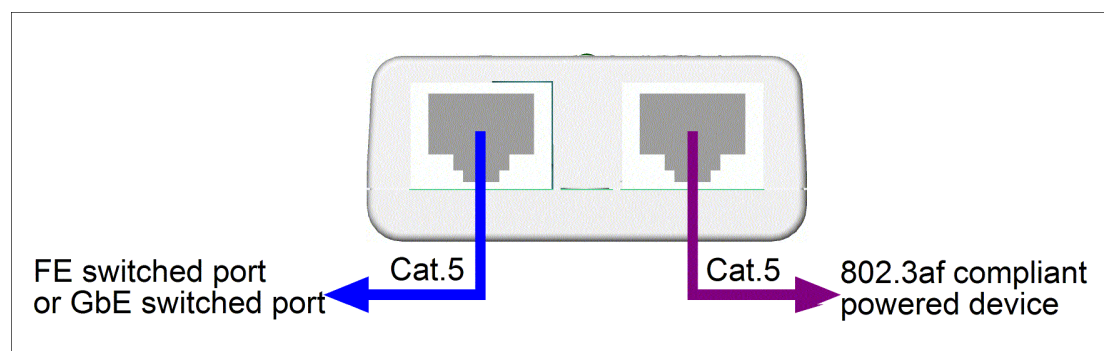 FE switched port
or GbE switched port
Cat.5
Cat.5
802.3af compliant
powered device